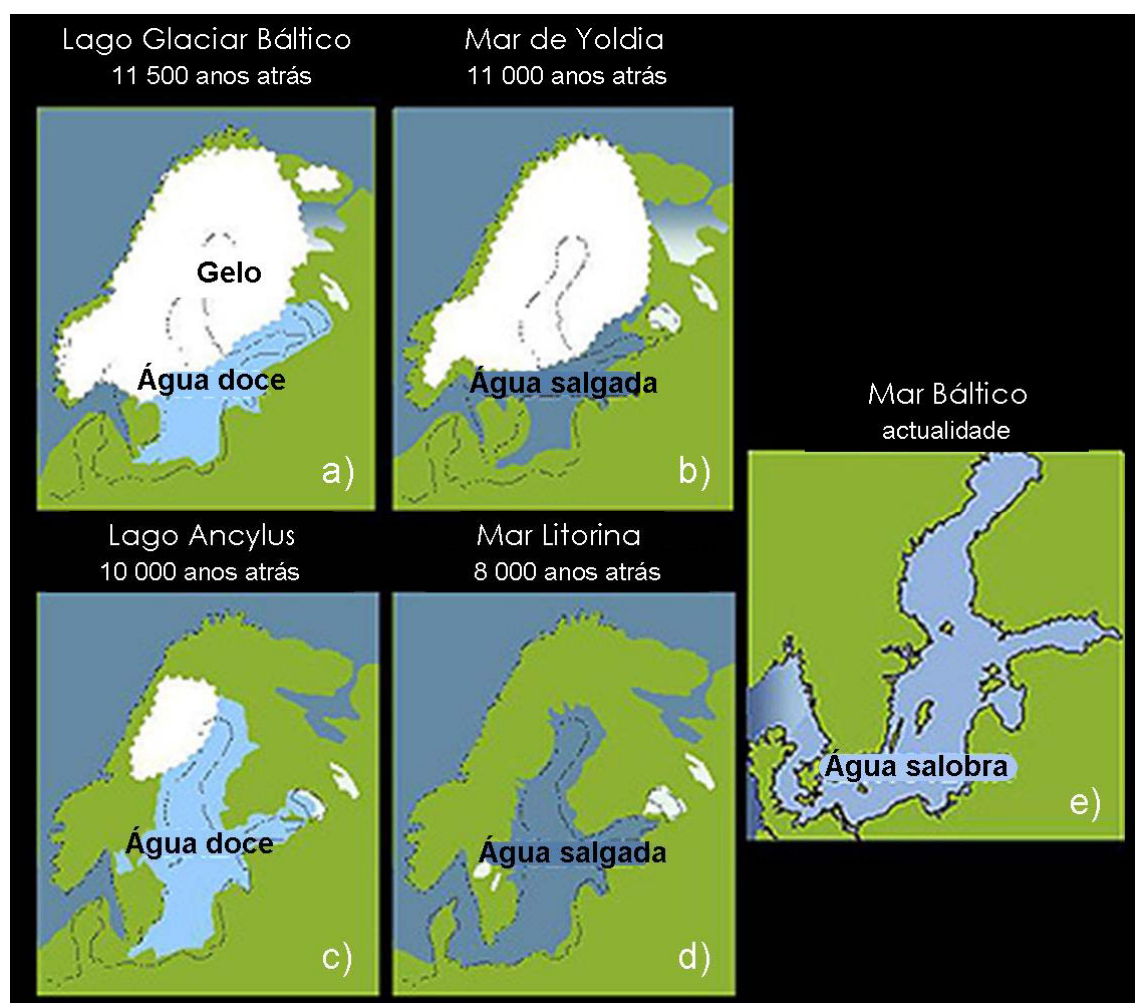 Lago Glaciar Báltico
11 500 anos atrás
Gelo
Água doce
a)
Mar de Yoldia
11 000 anos atrás
Água salgada
b)
Lago Ancylus
10 000 anos atrás
Água doce
c)
Mar Litorina
8 000 anos atrás
Água salgada
d)
Mar Báltico
actualidade
Água salobra
e)